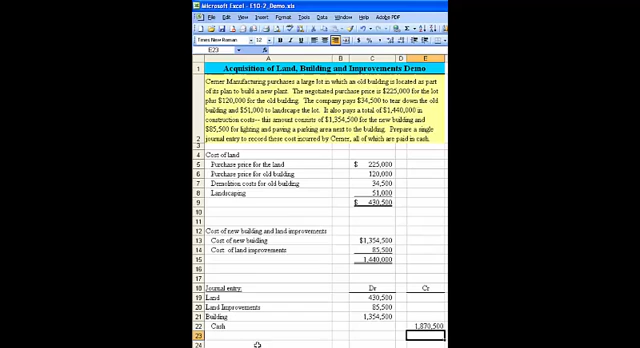 Microsoft Excel - E10-2_Demo.xls
File Edit View Insert Format Tools Data Window Help Adobe PDF
Times New Roman 12 B I U
E23 fx
A B C D E
1 Acquisition of Land, Building and Improvements Demo
Cerner Manufacturing purchases a large lot in which an old building is located as part
of its plan to build a new plant. The negotiated purchase price is $225,000 for the lot
plus $120,000 for the old building. The company pays $34,500 to tear down the old
building and $51,000 to landscape the lot. It also pays a total of $1,440,000 in
construction costs-- this amount consists of $1,354,500 for the new building and
$85,500 for lighting and paving a parking area next to the building. Prepare a single
2 journal entry to record these cost incurred by Cerner, all of which are paid in cash.
3
4 Cost of land
5 Purchase price for the land $ 225,000
6 Purchase price for old building 120,000
7 Demolition costs for old building 34,500
8 Landscaping 51,000
9 $ 430,500
10
11
12 Cost of new building and land improvements
13 Cost of new building $1,354,500
14 Cost of land improvements 85,500
15 1,440,000
16
17
18 Journal entry: Dr Cr
19 Land 430,500
20 Land Improvements 85,500
21 Building 1,354,500
22 Cash 1,870,500
23
24